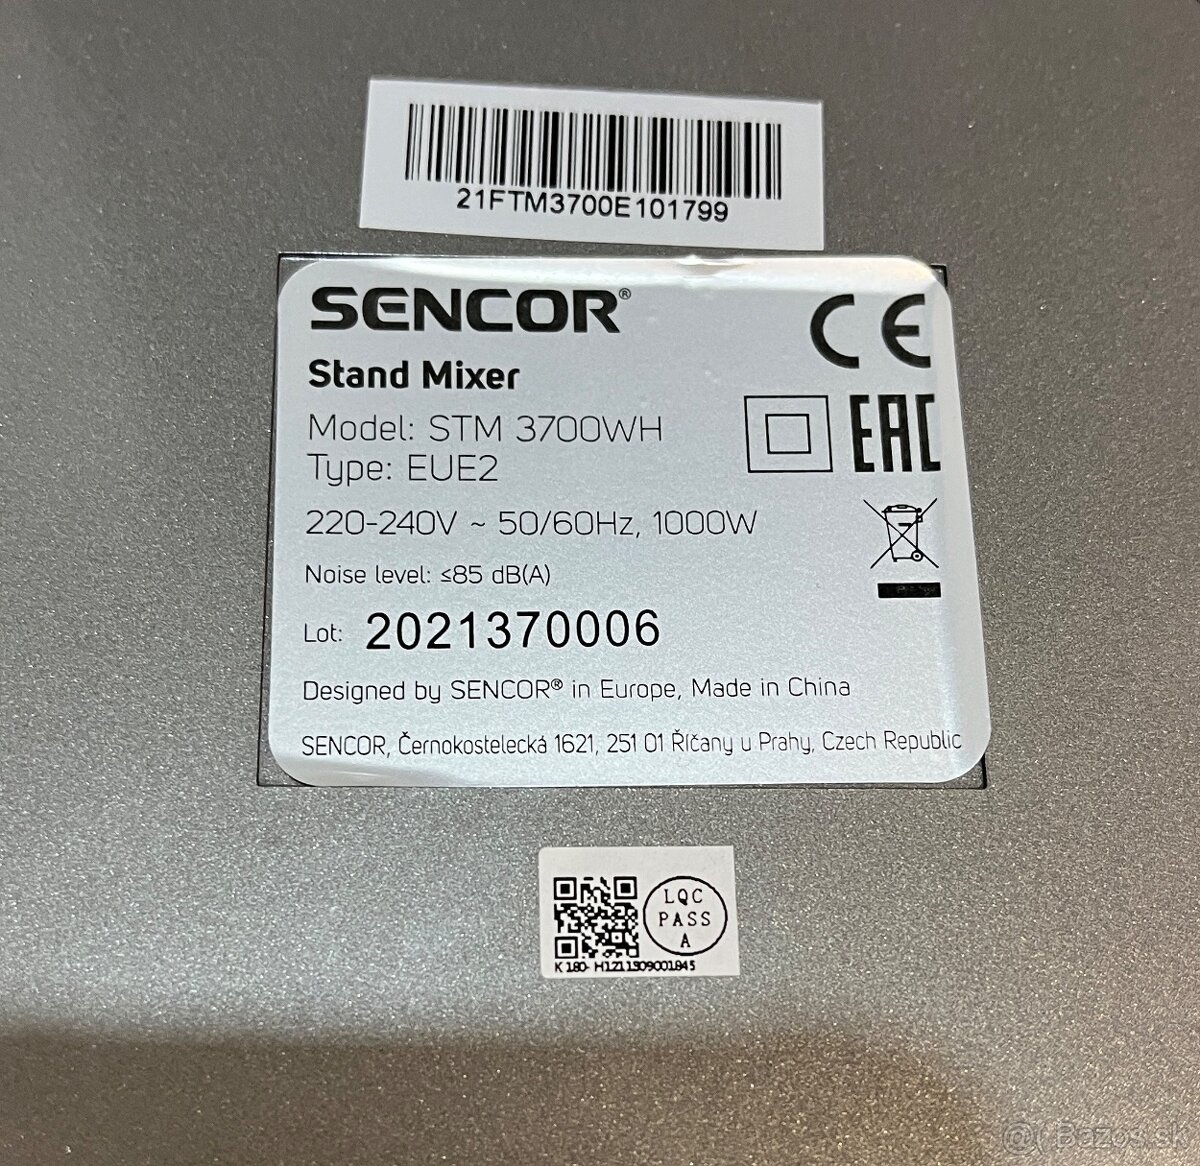 21FTM3700E101799
SENCOR®
CE
Stand Mixer
Model: STM 3700WH
Type: EUE2
EAC
220-240V ~ 50/60Hz, 1000W
Noise level: ≤85 dB(A)
Lot: 2021370006
Designed by SENCOR® in Europe, Made in China
SENCOR, Černokostelecká 1621, 251 01 Říčany u Prahy, Czech Republic
LQC
PASS
A
K180-H1Z11309001845
Bazos.sk